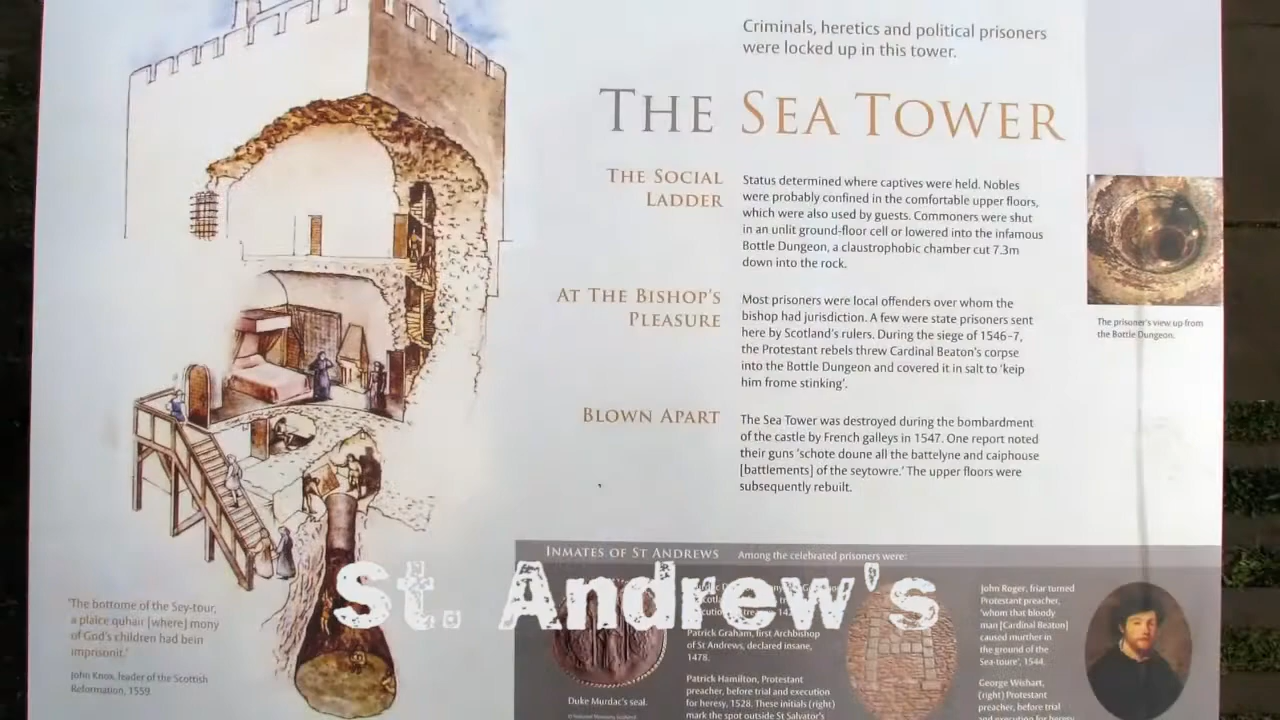 Criminals, heretics and political prisoners
were locked up in this tower.
THE SEA TOWER
THE SOCIAL
LADDER
Status determined where captives were held. Nobles
were probably confined in the comfortable upper floors,
which were also used by guests. Commoners were shut
in an unlit ground-floor cell or lowered into the infamous
Bottle Dungeon, a claustrophobic chamber cut 7.3m
down into the rock.
The prisoner's view up from
the Bottle Dungeon.
AT THE BISHOP'S
PLEASURE
Most prisoners were local offenders over whom the
bishop had jurisdiction. A few were state prisoners sent
here by Scotland's rulers. During the siege of 1546-7,
the Protestant rebels threw Cardinal Beaton's corpse
into the Bottle Dungeon and covered it in salt to 'keip
him frome stinking'.
BLOWN APART
The Sea Tower was destroyed during the bombardment
of the castle by French galleys in 1547. One report noted
their guns 'schote doune all the battelyne and caiphouse
[battlements] of the seytowre.' The upper floors were
subsequently rebuilt.
'The bottome of the Sey-tour,
a plaice quhair [where] mony
of God's children had bein
imprisonit.'
John Knox, leader of the Scottish
Reformation, 1559.
INMATES OF ST ANDREWS Among the celebrated prisoners were:
St. Andrew's
Duke Murdac's seal.
Patrick Graham, first Archbishop
of St Andrews, declared insane,
1478.
Patrick Hamilton, Protestant
preacher, before trial and execution
for heresy, 1528. These initials (right)
mark the spot outside St Salvator's
John Roger, friar turned
Protestant preacher,
'whom that bloody
man [Cardinal Beaton]
caused murther in
the ground of the
Sea-toure', 1544.
George Wishart,
(right) Protestant
preacher, before trial
and execution for heresy